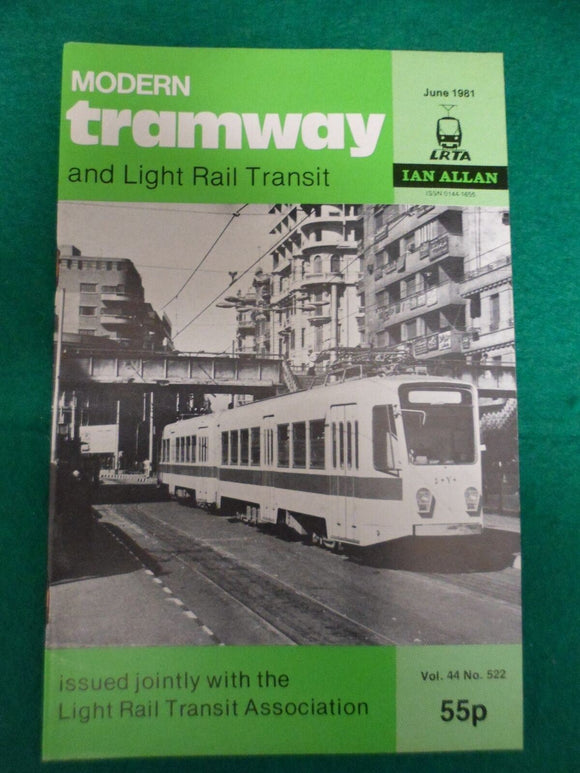 MODERN
tramway
and Light Rail Transit
June 1981
LRTA
IAN ALLAN
ISSN 0144-1655
issued jointly with the
Light Rail Transit Association
Vol. 44 No. 522
55p